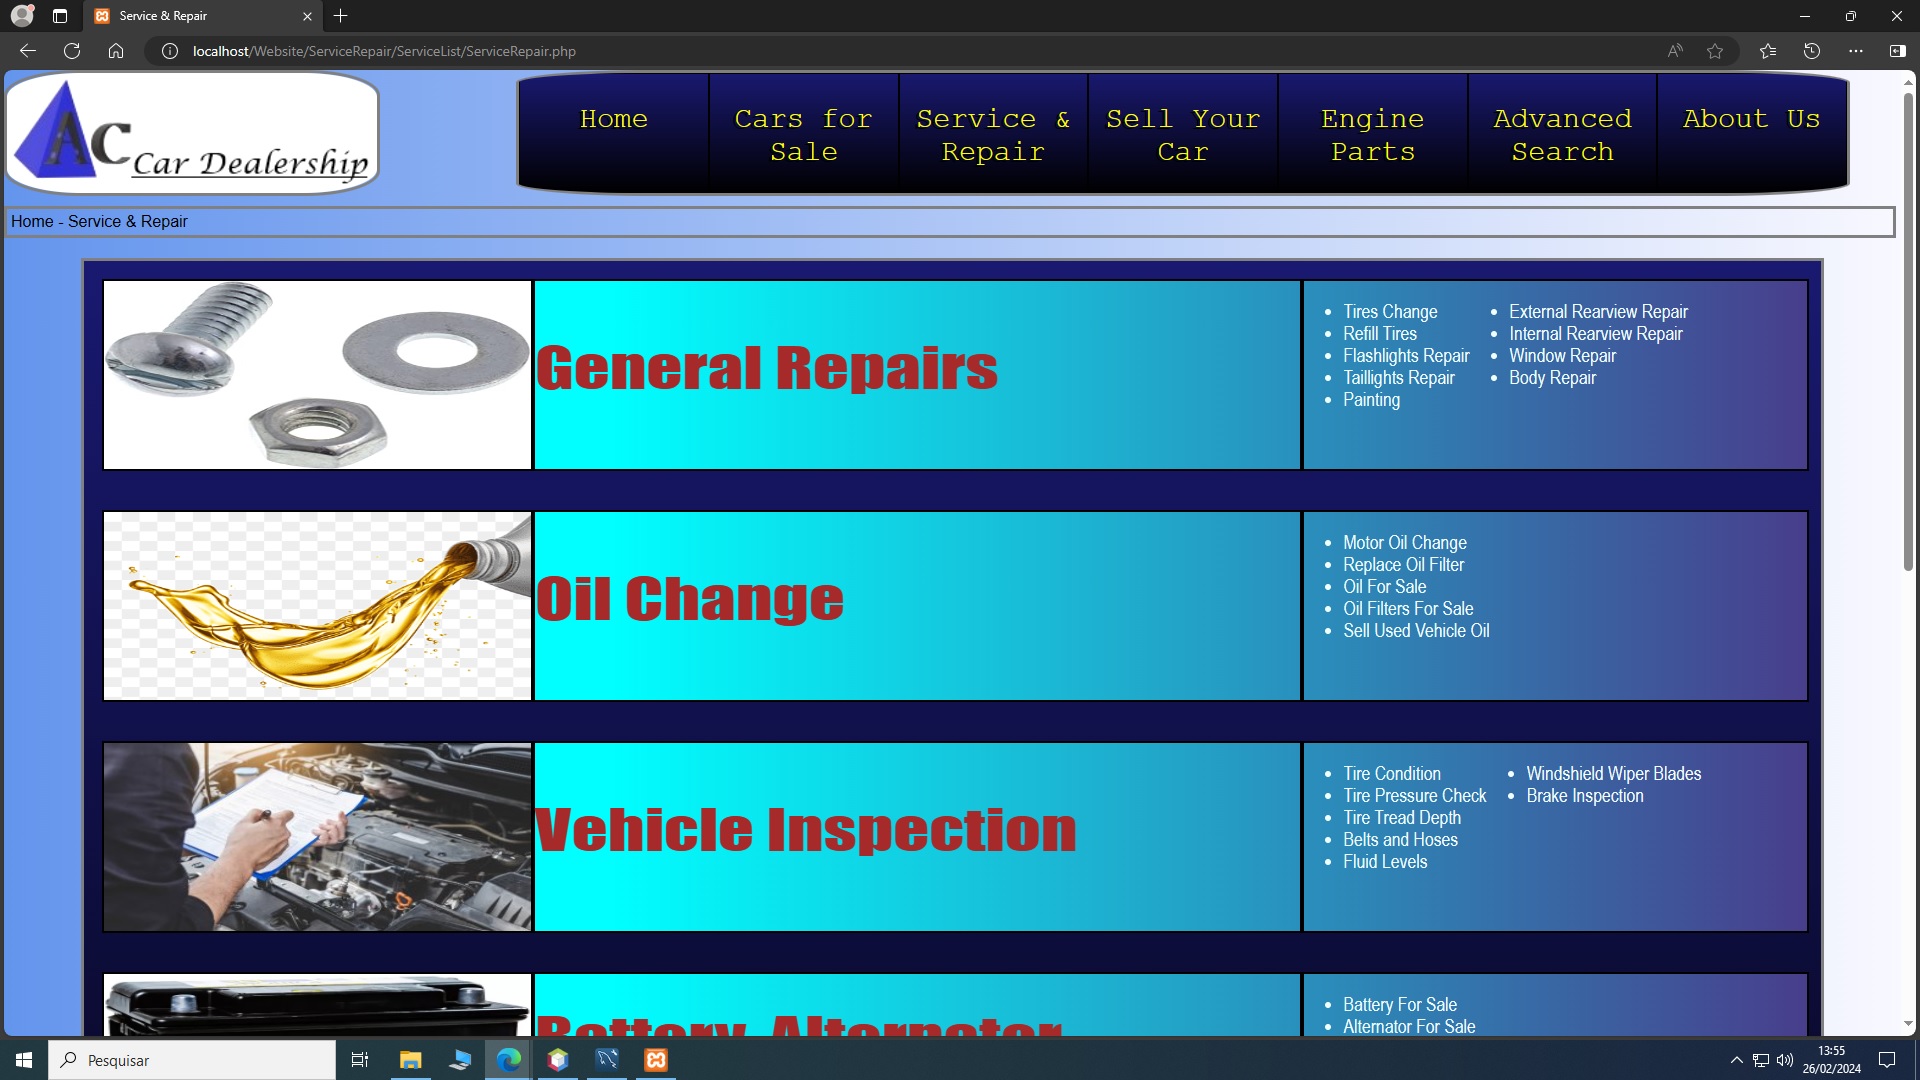 Service & Repair
localhost/Website/ServiceRepair/ServiceList/ServiceRepair.php
AC Car Dealership
Home
Cars for
Sale
Service &
Repair
Sell Your
Car
Engine
Parts
Advanced
Search
About Us
Home - Service & Repair
General Repairs
Tires Change
Refill Tires
Flashlights Repair
Taillights Repair
Painting
External Rearview Repair
Internal Rearview Repair
Window Repair
Body Repair
Oil Change
Motor Oil Change
Replace Oil Filter
Oil For Sale
Oil Filters For Sale
Sell Used Vehicle Oil
Vehicle Inspection
Tire Condition
Tire Pressure Check
Tire Tread Depth
Belts and Hoses
Fluid Levels
Windshield Wiper Blades
Brake Inspection
Battery, Alternator
Battery For Sale
Alternator For Sale
Pesquisar
13:55
26/02/2024